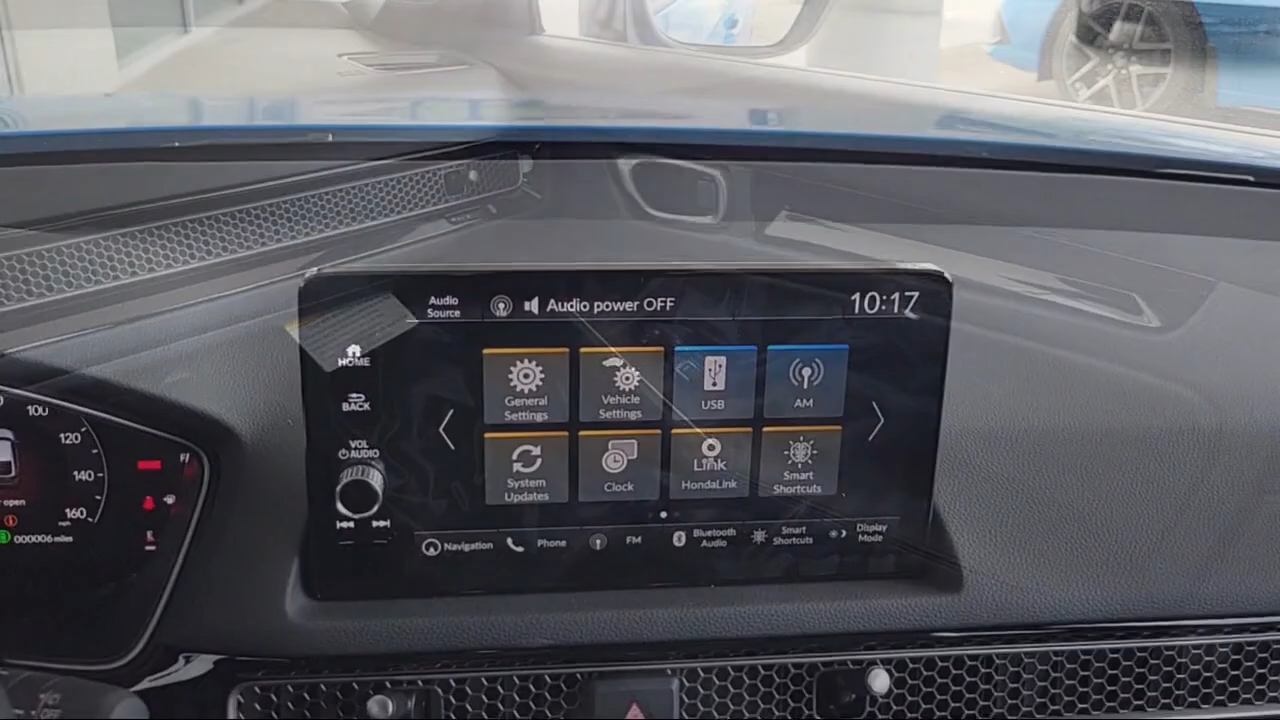 Audio
Source
Audio power OFF
10:17
HOME
BACK
VOL
AUDIO
General
Settings
Vehicle
Settings
USB
AM
System
Updates
Clock
Link
HondaLink
Smart
Shortcuts
Navigation
Phone
FM
Bluetooth
Audio
Smart
Shortcuts
Display
Mode
100
120
140
160
mph
open
000006 miles
OFF